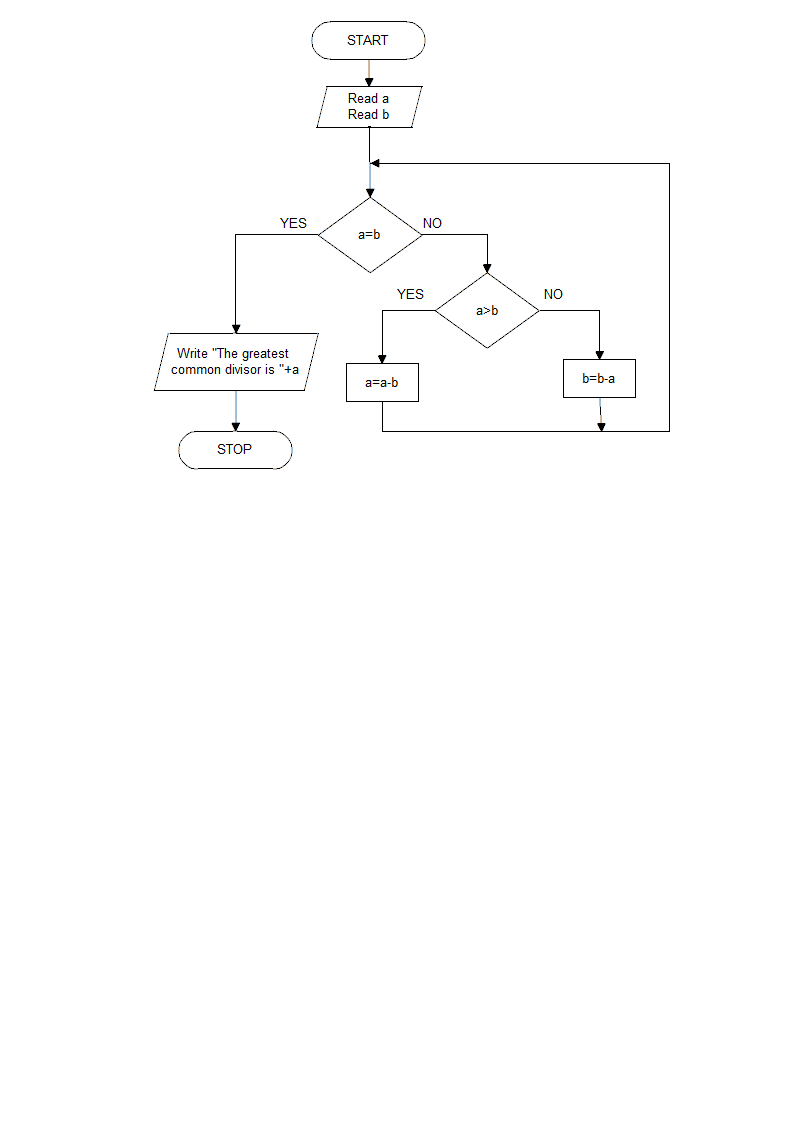 START
Read a
Read b
a=b
YES
NO
a>b
YES
NO
Write "The greatest
common divisor is "+a
a=a-b
b=b-a
STOP